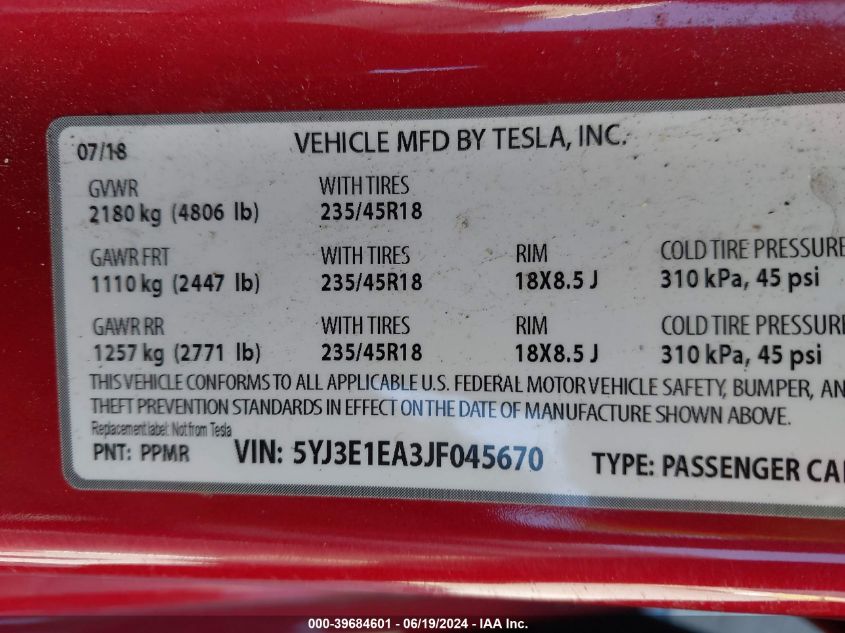 07/18 VEHICLE MFD BY TESLA, INC.
GVWR WITH TIRES
2180 kg (4806 lb) 235/45R18
GAWR FRT WITH TIRES RIM COLD TIRE PRESSURE
1110 kg (2447 lb) 235/45R18 18X8.5 J 310 kPa, 45 psi
GAWR RR WITH TIRES RIM COLD TIRE PRESSURE
1257 kg (2771 lb) 235/45R18 18X8.5 J 310 kPa, 45 psi
THIS VEHICLE CONFORMS TO ALL APPLICABLE U.S. FEDERAL MOTOR VEHICLE SAFETY, BUMPER, AN
THEFT PREVENTION STANDARDS IN EFFECT ON THE DATE OF MANUFACTURE SHOWN ABOVE.
Replacement label: Not from Tesla
PNT: PPMR VIN: 5YJ3E1EA3JF045670 TYPE: PASSENGER CA
000-39684601 - 06/19/2024 - IAA Inc.